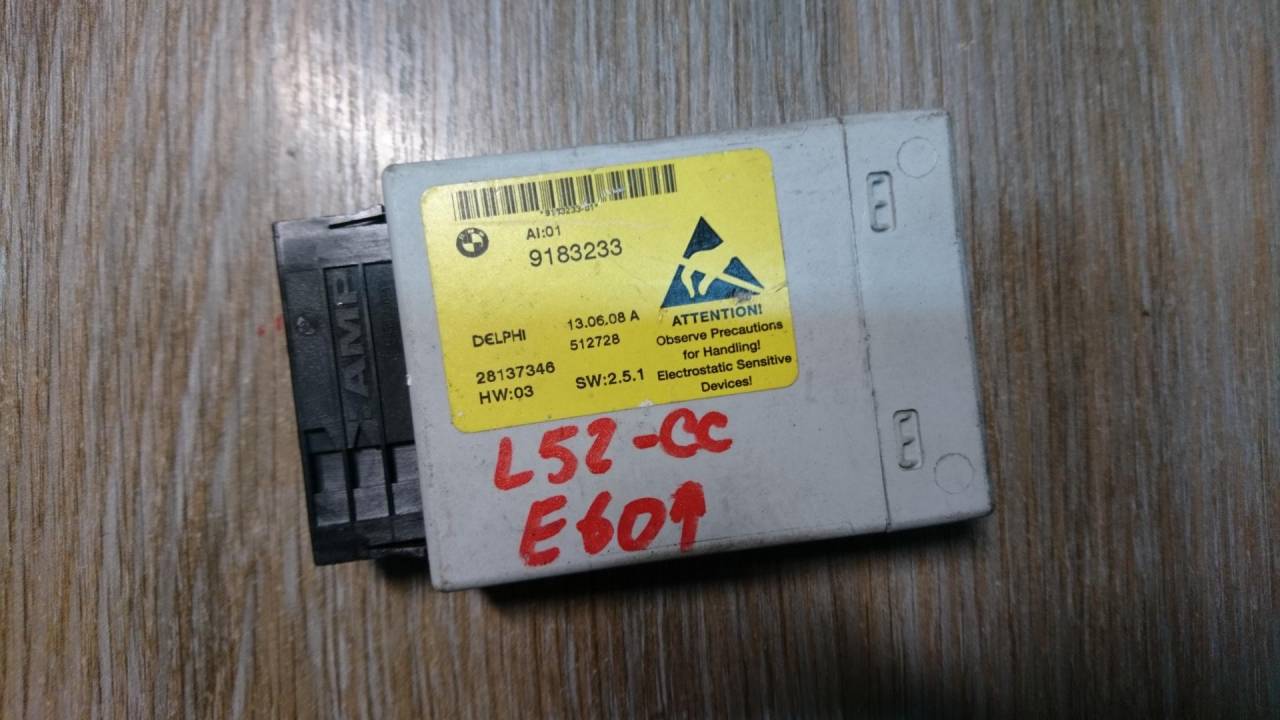 AI:01
9183233
DELPHI
13.06.08 A
512728
28137346
HW:03
SW:2.5.1
ATTENTION!
Observe Precautions
for Handling!
Electrostatic Sensitive
Devices!
AMP
L52-CC
E60↑